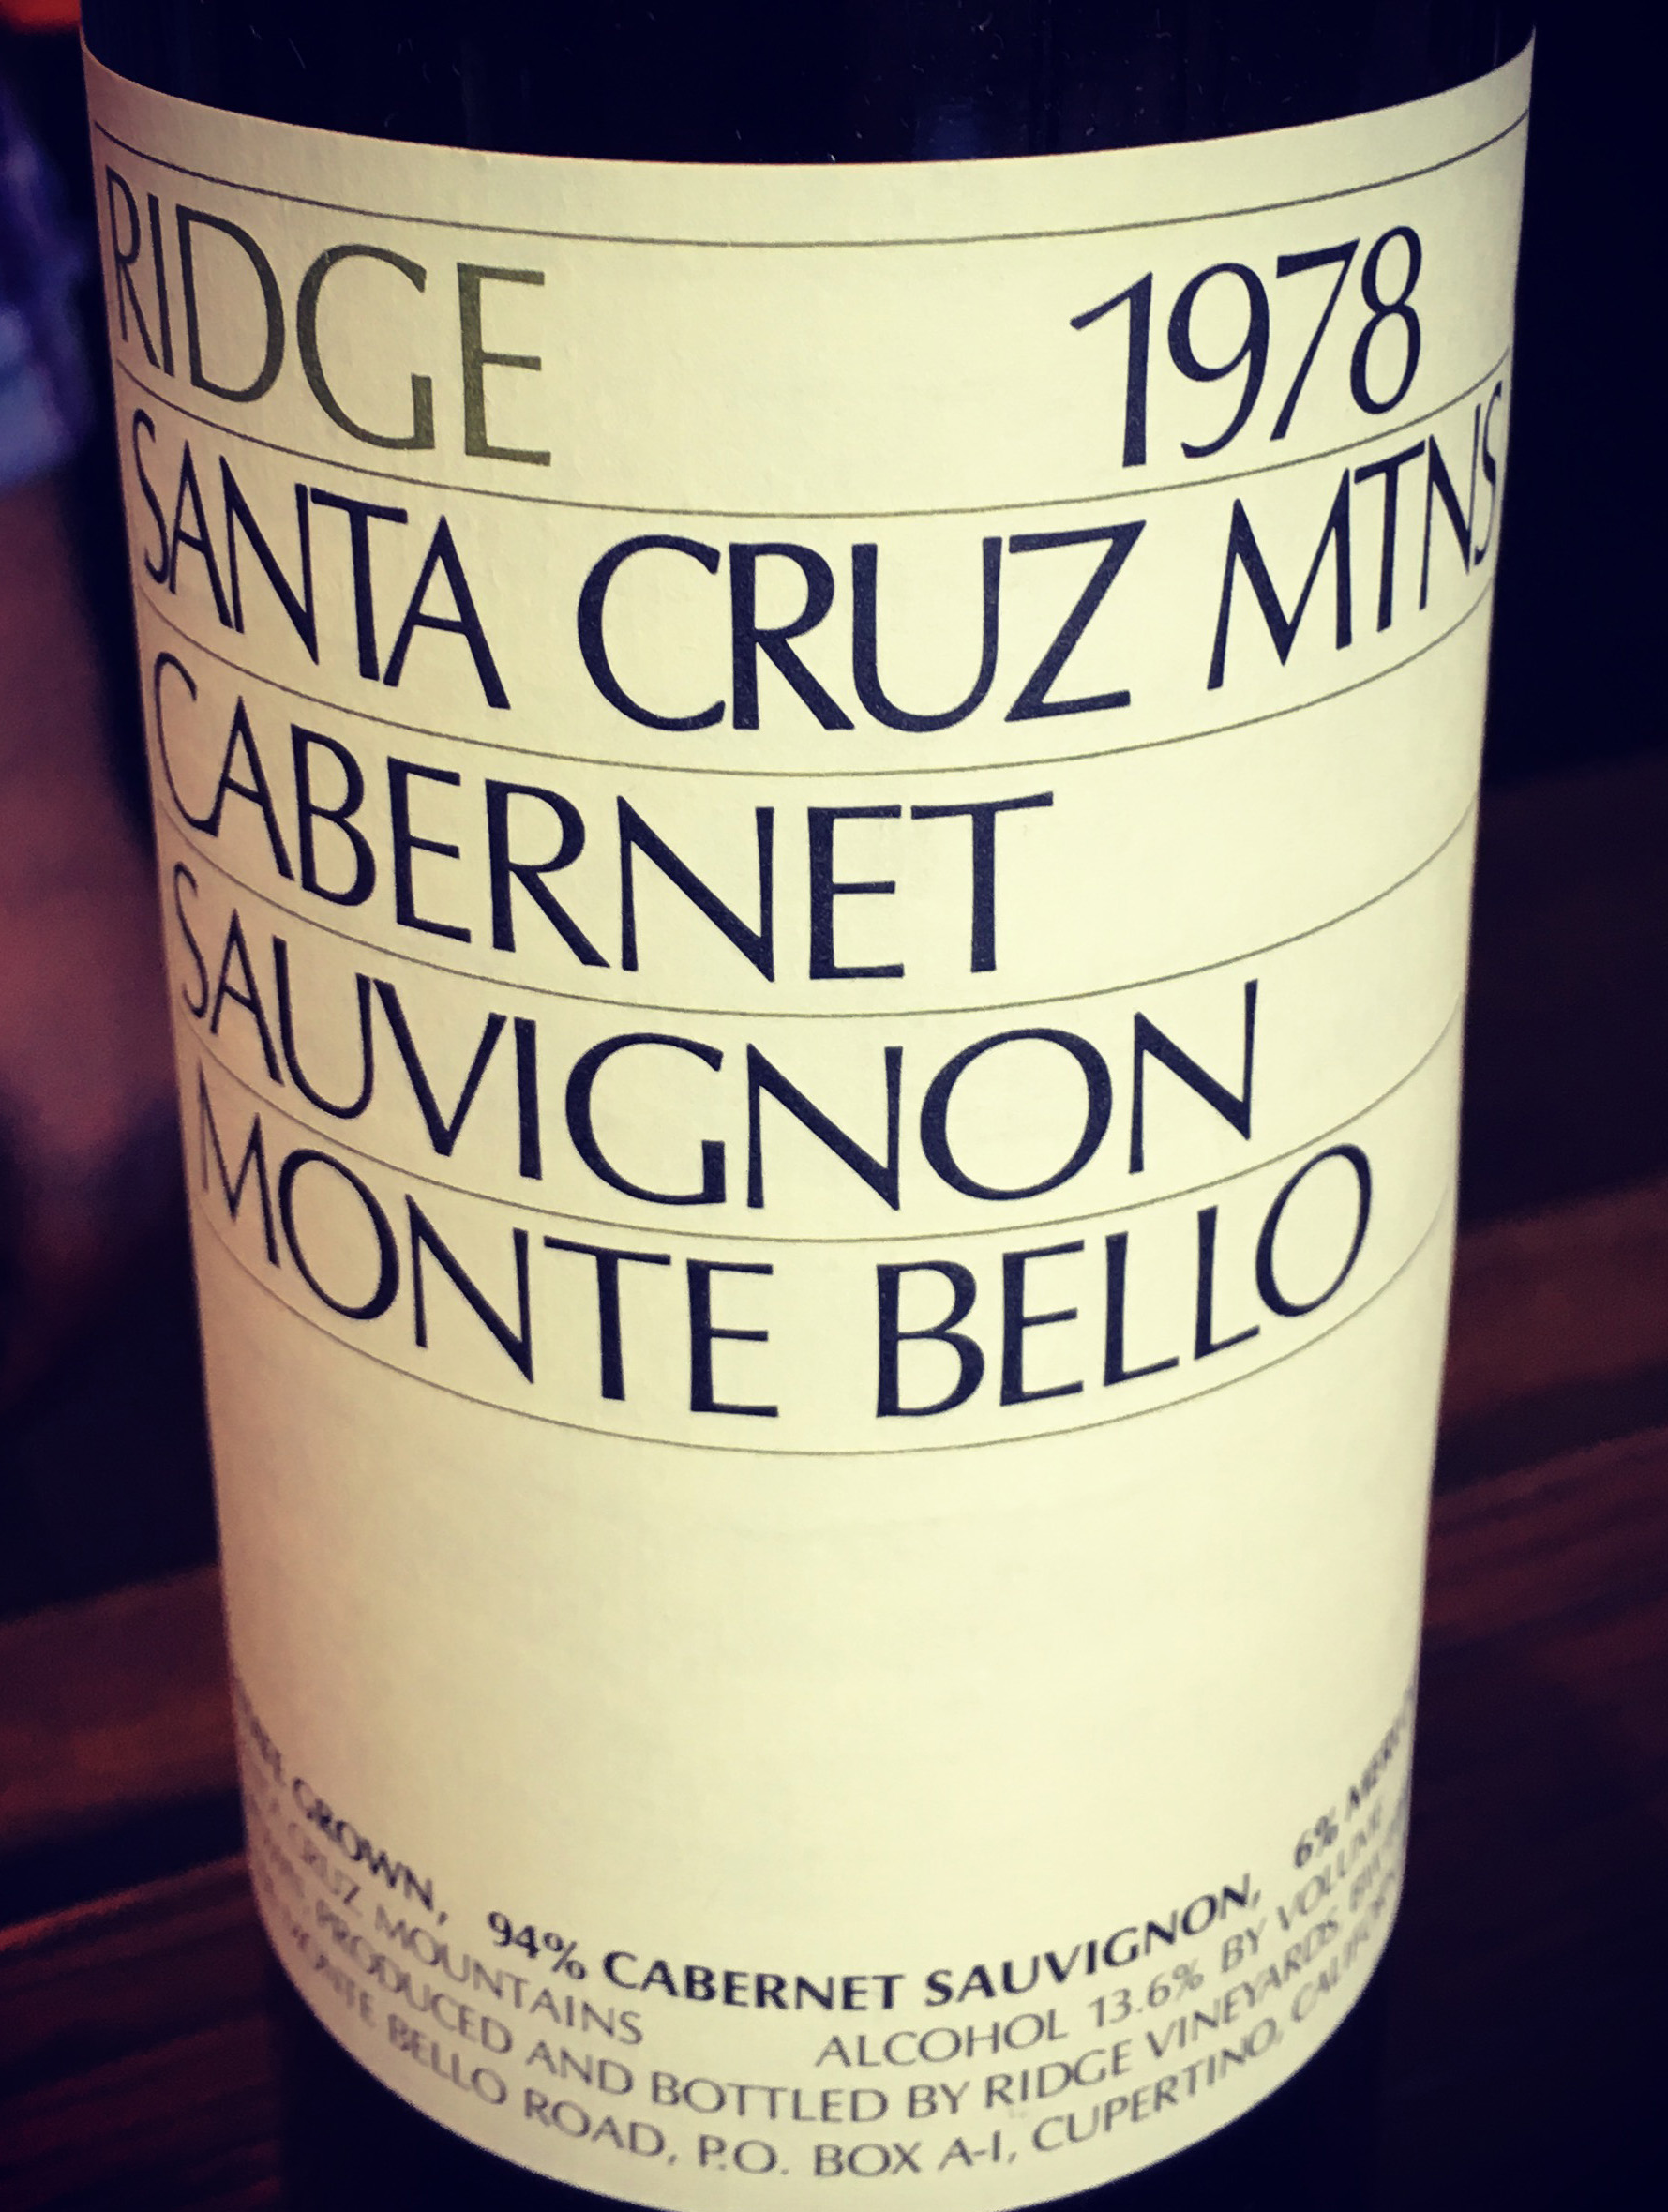 RIDGE 1978
SANTA CRUZ MTNS
CABERNET
SAUVIGNON
MONTE BELLO
GROWN, 94% CABERNET SAUVIGNON, 6%
CRUZ MOUNTAINS ALCOHOL 13.6% BY VOLUME
PRODUCED AND BOTTLED BY RIDGE VINEYARDS
BELLO ROAD, P.O. BOX A-I, CUPERTINO,